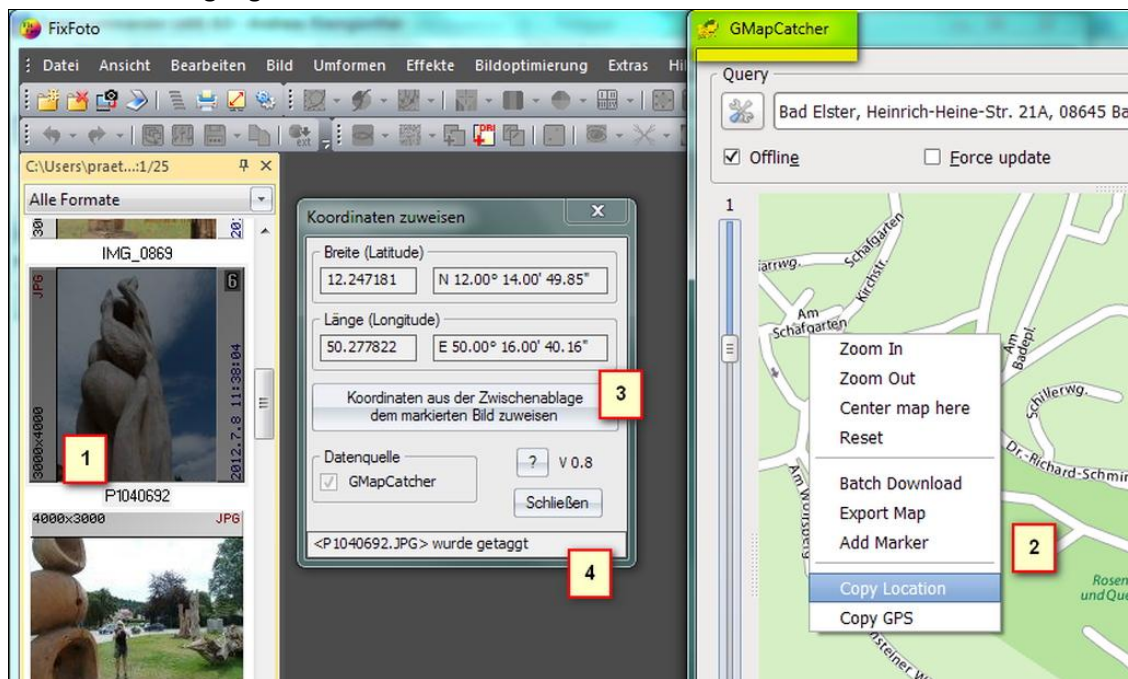 FixFoto
Datei Ansicht Bearbeiten Bild Umformen Effekte Bildoptimierung Extras
C:\Users\praet...:1/25
Alle Formate
IMG_0869
JPG
6
3000x4000
2012.7.8 11:38:04
1
P1040692
4000x3000 JPG
Koordinaten zuweisen
Breite (Latitude)
12.247181 N 12.00° 14.00' 49.85"
Länge (Longitude)
50.277822 E 50.00° 16.00' 40.16"
Koordinaten aus der Zwischenablage
dem markierten Bild zuweisen
3
Datenquelle
GMapCatcher
? V 0.8
Schließen
<P1040692.JPG> wurde getaggt
4
GMapCatcher
Query
Bad Elster, Heinrich-Heine-Str. 21A, 08645 Ba
Offline Force update
1
Schafgarten
Kirchstr.
Am
Schafgarten
Am
Badepl.
Schillerwg.
Dr.-Richard-Schmin
Zoom In
Zoom Out
Center map here
Reset
Batch Download
Export Map
Add Marker
2
Copy Location
Copy GPS
Rosen
und Que